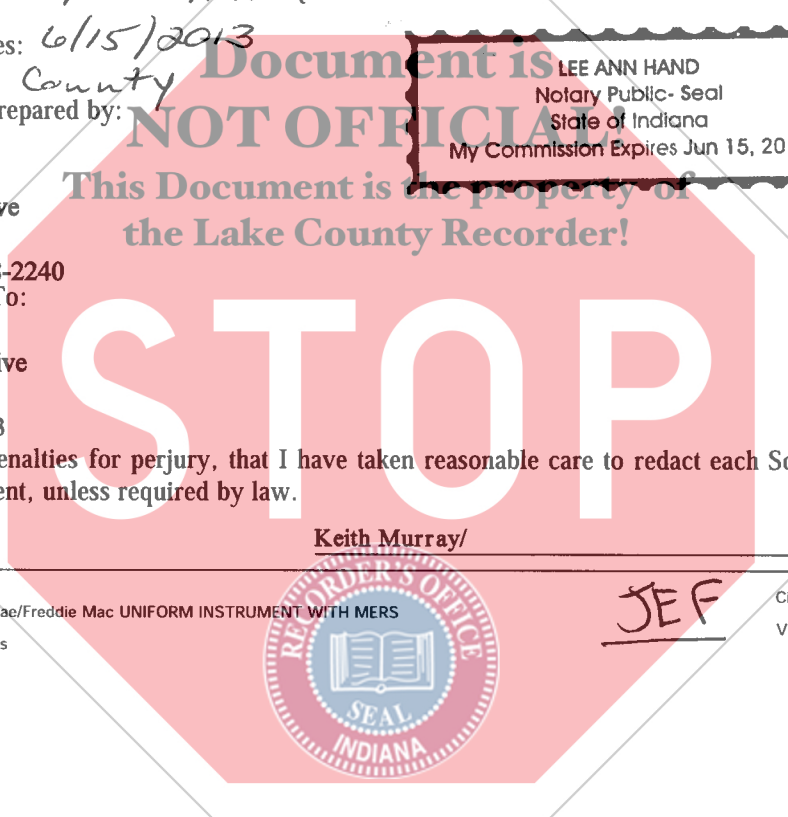 es: 6/15/2013
County
repared by:
Document is
NOT OFFICIAL!
This Document is the property of
the Lake County Recorder!
LEE ANN HAND
Notary Public- Seal
State of Indiana
My Commission Expires Jun 15, 20
ve
-2240
To:
ive
STOP
enalties for perjury, that I have taken reasonable care to redact each So
ent, unless required by law.
Keith Murray/
ae/Freddie Mac UNIFORM INSTRUMENT WITH MERS
s
JEF
RECORDER'S OFFICE
SEAL
INDIANA